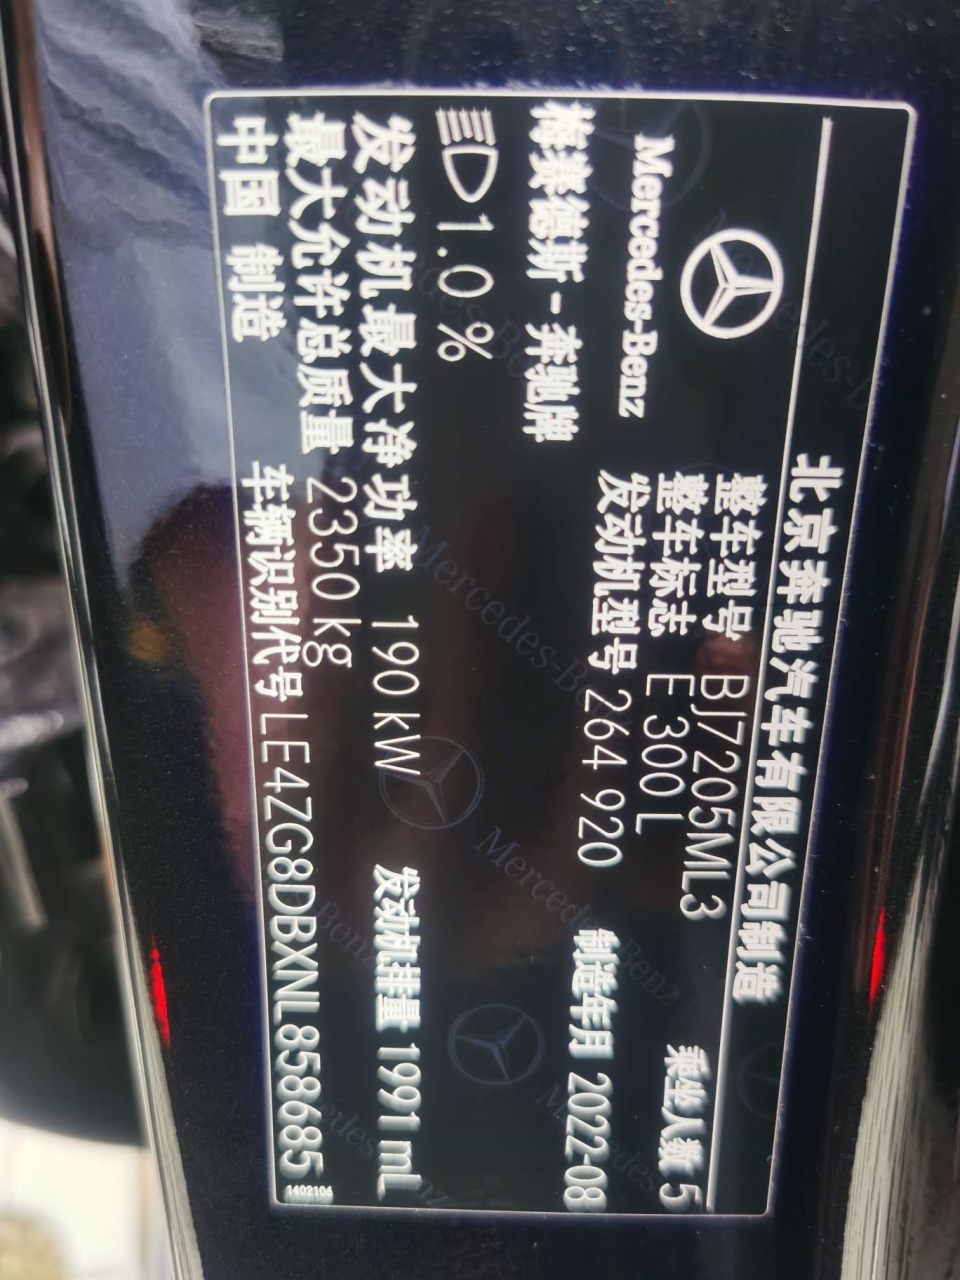 北京奔驰汽车有限公司制造
Mercedes-Benz
梅赛德斯-奔驰牌
整车型号 BJ7205ML3
整车标志 E 300 L
乘坐人数 5
发动机型号 264 920
制造年月 2022-08
1.0 %
发动机最大净功率 190 kW
发动机排量 1991 mL
最大允许总质量 2350 kg
中国 制造
车辆识别代号 LE4ZG8DBXNL858685
1402106